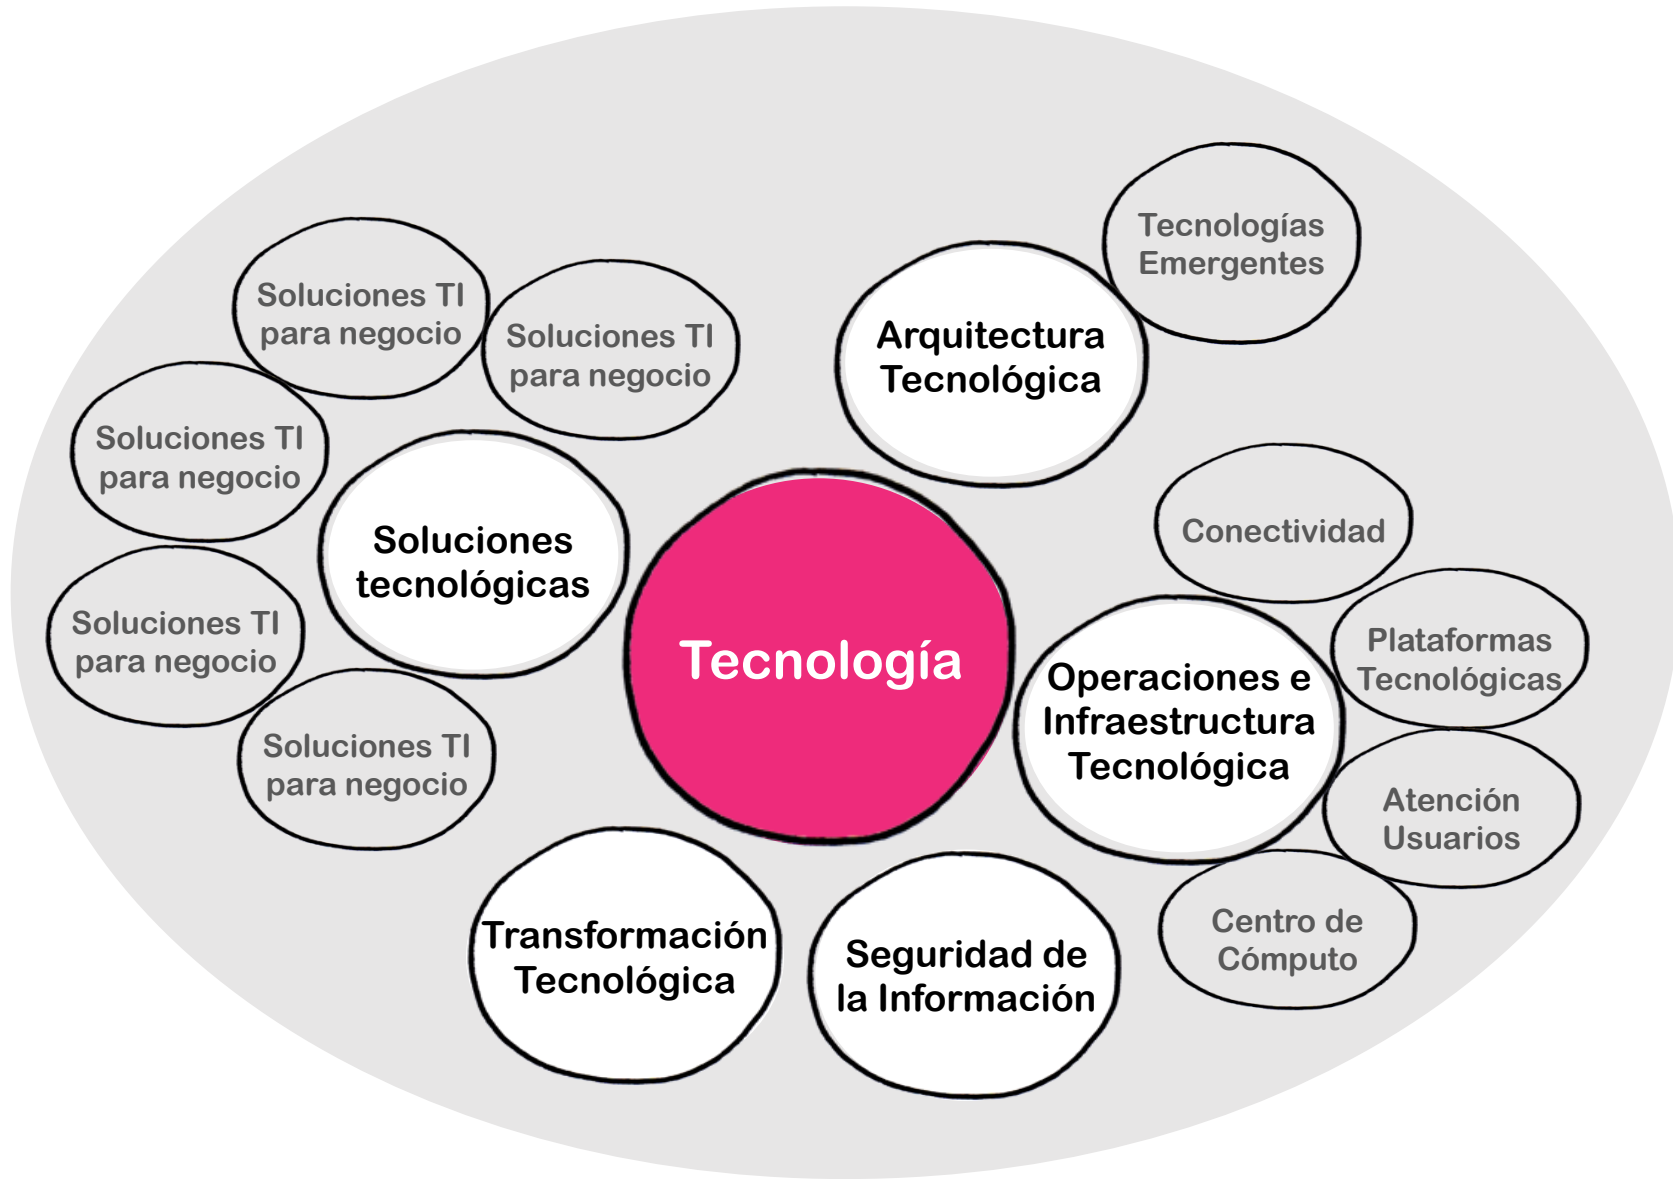 Tecnologías
Emergentes
Arquitectura
Tecnológica
Soluciones TI
para negocio
Soluciones TI
para negocio
Soluciones TI
para negocio
Soluciones
tecnológicas
Soluciones TI
para negocio
Soluciones TI
para negocio
Tecnología
Conectividad
Plataformas
Tecnológicas
Operaciones e
Infraestructura
Tecnológica
Atención
Usuarios
Centro de
Cómputo
Transformación
Tecnológica
Seguridad de
la Información